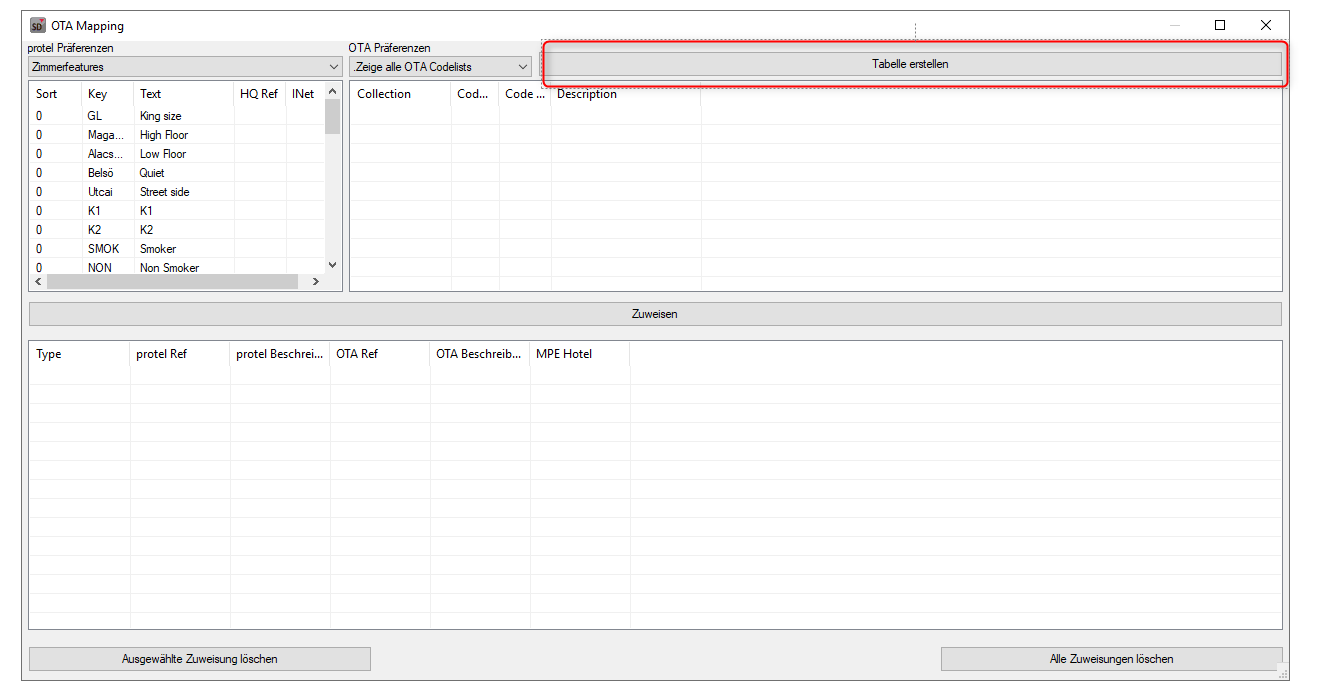 SD OTA Mapping
protel Präferenzen OTA Präferenzen
Zimmerfeatures .Zeige alle OTA Codelists Tabelle erstellen
Sort Key Text HQ Ref INet Collection Cod... Code ... Description
0 GL King size
0 Maga... High Floor
0 Alacs... Low Floor
0 Belsö Quiet
0 Utcai Street side
0 K1 K1
0 K2 K2
0 SMOK Smoker
0 NON Non Smoker
Zuweisen
Type protel Ref protel Beschrei... OTA Ref OTA Beschreib... MPE Hotel
Ausgewählte Zuweisung löschen Alle Zuweisungen löschen